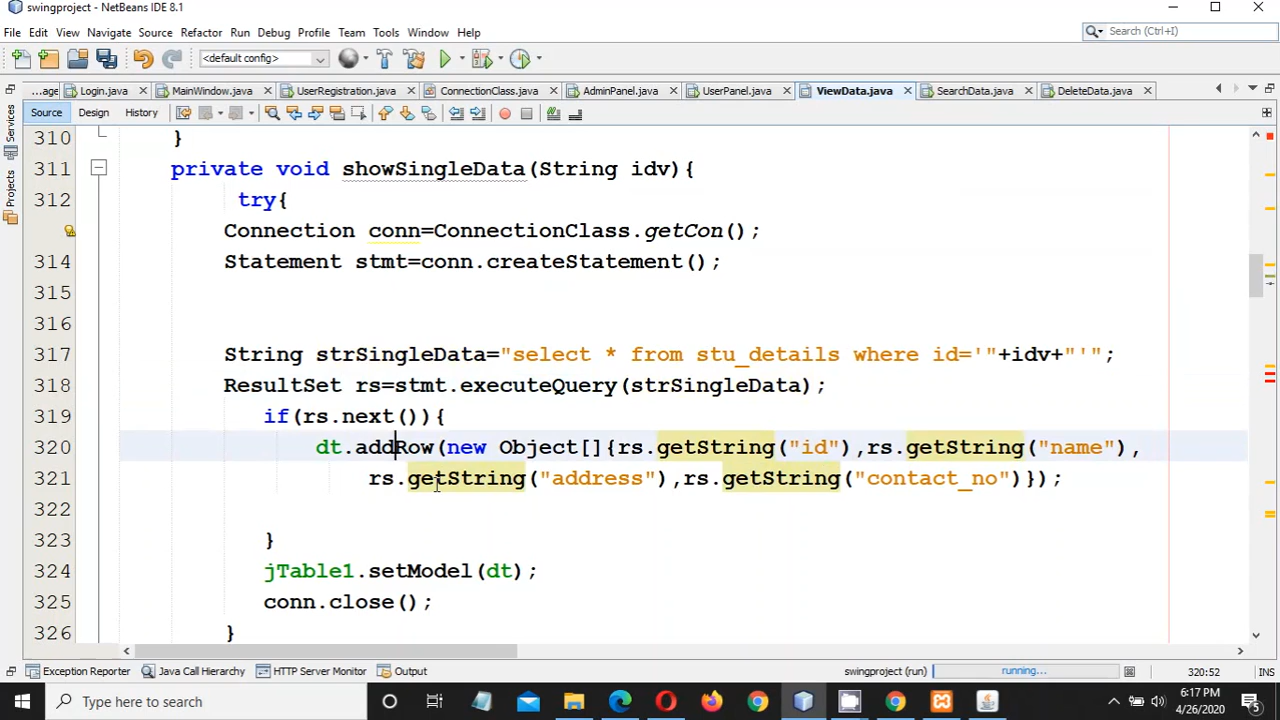 swingproject - NetBeans IDE 8.1
File Edit View Navigate Source Refactor Run Debug Profile Team Tools Window Help
Search (Ctrl+I)
<default config>
...age Login.java MainWindow.java UserRegistration.java ConnectionClass.java AdminPanel.java UserPanel.java ViewData.java SearchData.java DeleteData.java
Source Design History
Services
Projects
310 }
311 private void showSingleData(String idv){
312 try{
Connection conn=ConnectionClass.getCon();
314 Statement stmt=conn.createStatement();
315
316
317 String strSingleData="select * from stu_details where id='"+idv+"'";
318 ResultSet rs=stmt.executeQuery(strSingleData);
319 if(rs.next()){
320 dt.addRow(new Object[]{rs.getString("id"),rs.getString("name"),
321 rs.getString("address"),rs.getString("contact_no")});
322
323 }
324 jTable1.setModel(dt);
325 conn.close();
326 }
Exception Reporter Java Call Hierarchy HTTP Server Monitor Output swingproject (run) running... 320:52 INS
Type here to search
6:17 PM
4/26/2020
5